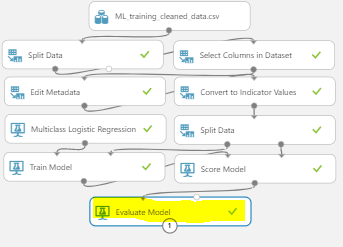 ML_training_cleaned_data.csv
Split Data
Select Columns in Dataset
Edit Metadata
Convert to Indicator Values
Multiclass Logistic Regression
Split Data
Train Model
Score Model
Evaluate Model
1